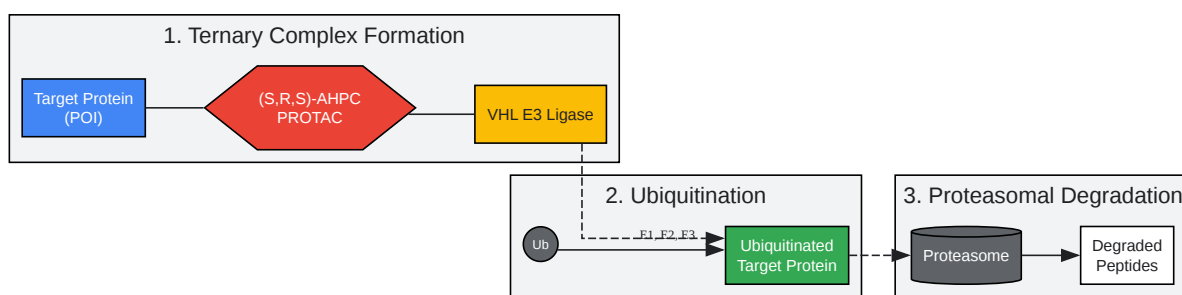 1. Ternary Complex Formation
Target Protein
(POI)
(S,R,S)-AHPC
PROTAC
VHL E3 Ligase
2. Ubiquitination
Ub
E1, E2, E3
Ubiquitinated
Target Protein
3. Proteasomal Degradation
Proteasome
Degraded
Peptides